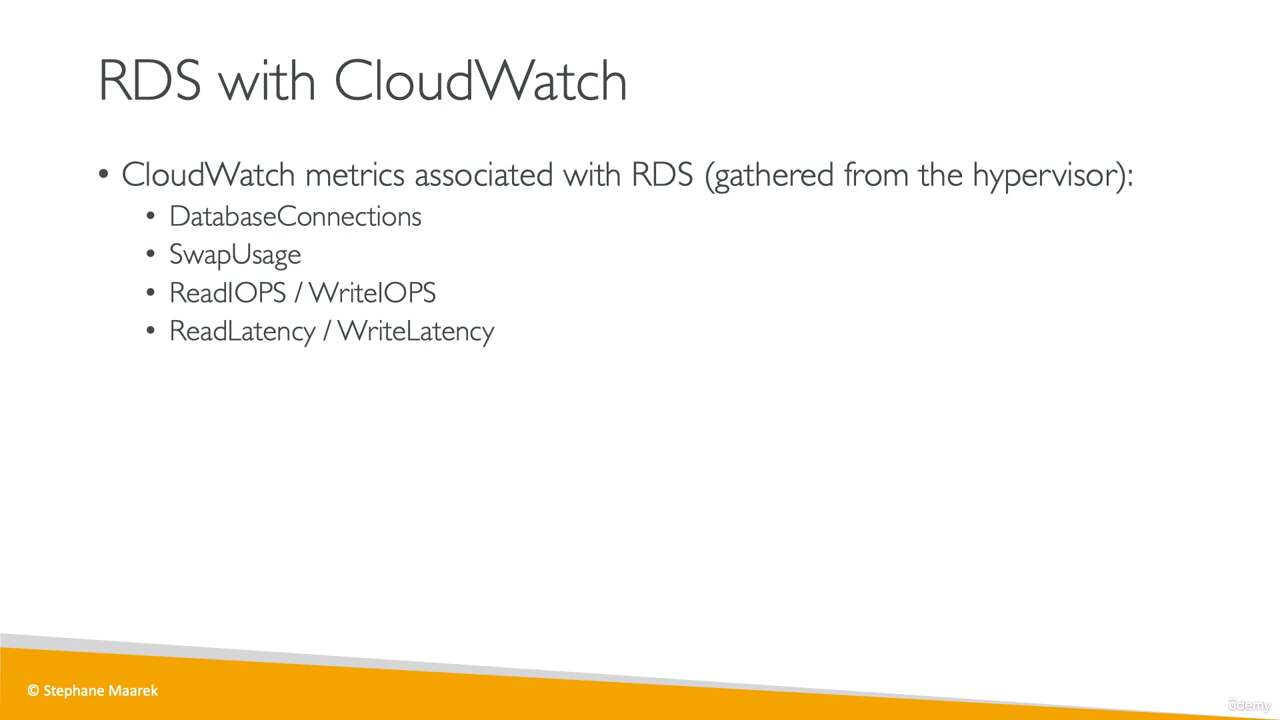 RDS with CloudWatch
• CloudWatch metrics associated with RDS (gathered from the hypervisor):
• DatabaseConnections
• SwapUsage
• ReadIOPS / WriteIOPS
• ReadLatency / WriteLatency
© Stephane Maarek
ûdemy